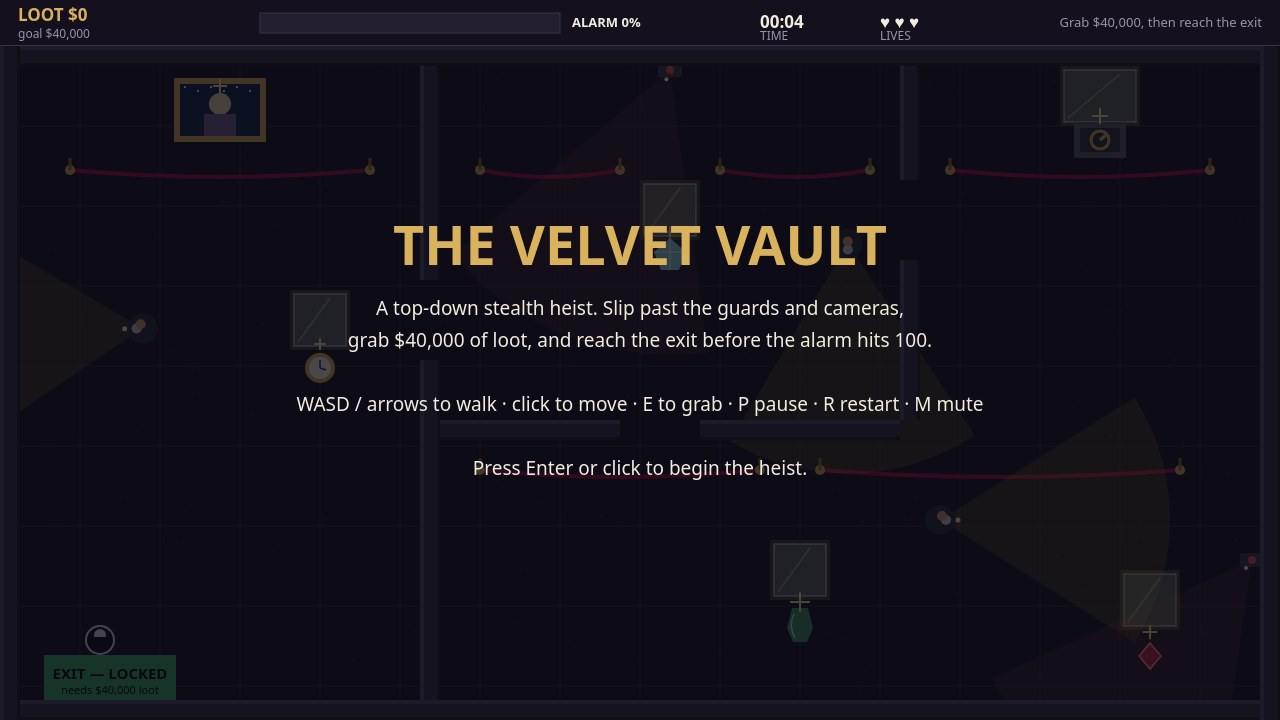 LOOT $0
goal $40,000
ALARM 0%
00:04
TIME
♥ ♥ ♥
LIVES
Grab $40,000, then reach the exit
THE VELVET VAULT
A top-down stealth heist. Slip past the guards and cameras,
grab $40,000 of loot, and reach the exit before the alarm hits 100.
WASD / arrows to walk · click to move · E to grab · P pause · R restart · M mute
Press Enter or click to begin the heist.
EXIT — LOCKED
needs $40,000 loot